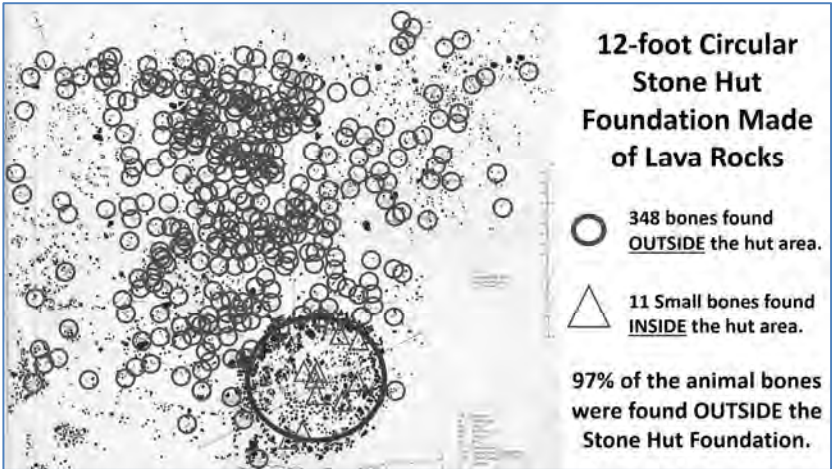 12-foot Circular
Stone Hut
Foundation Made
of Lava Rocks
348 bones found
OUTSIDE the hut area.
11 Small bones found
INSIDE the hut area.
97% of the animal bones
were found OUTSIDE the
Stone Hut Foundation.